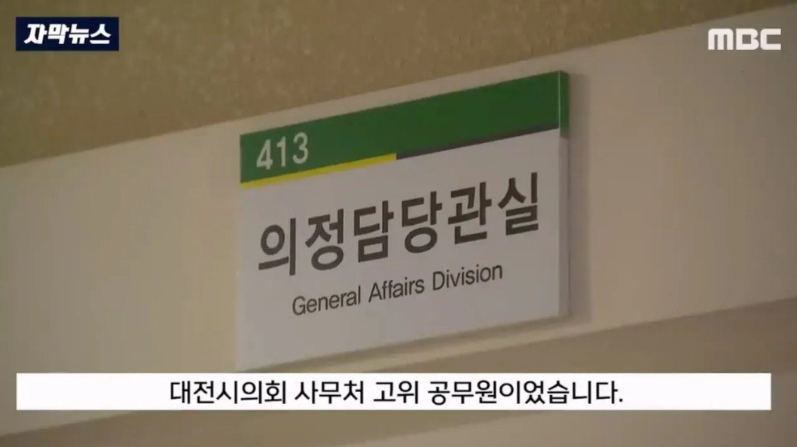 자막뉴스
MBC
413
의정담당관실
General Affairs Division
대전시의회 사무처 고위 공무원이었습니다.